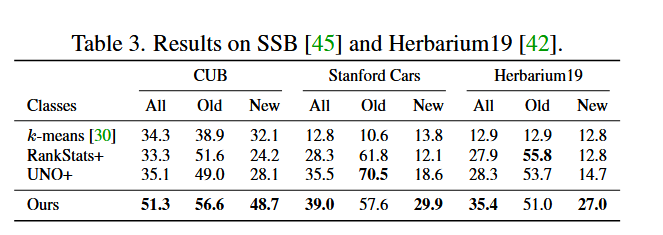 Table 3. Results on SSB [45] and Herbarium19 [42].
CUB Stanford Cars Herbarium19
Classes All Old New All Old New All Old New
k-means [30] 34.3 38.9 32.1 12.8 10.6 13.8 12.9 12.9 12.8
RankStats+ 33.3 51.6 24.2 28.3 61.8 12.1 27.9 55.8 12.8
UNO+ 35.1 49.0 28.1 35.5 70.5 18.6 28.3 53.7 14.7
Ours 51.3 56.6 48.7 39.0 57.6 29.9 35.4 51.0 27.0